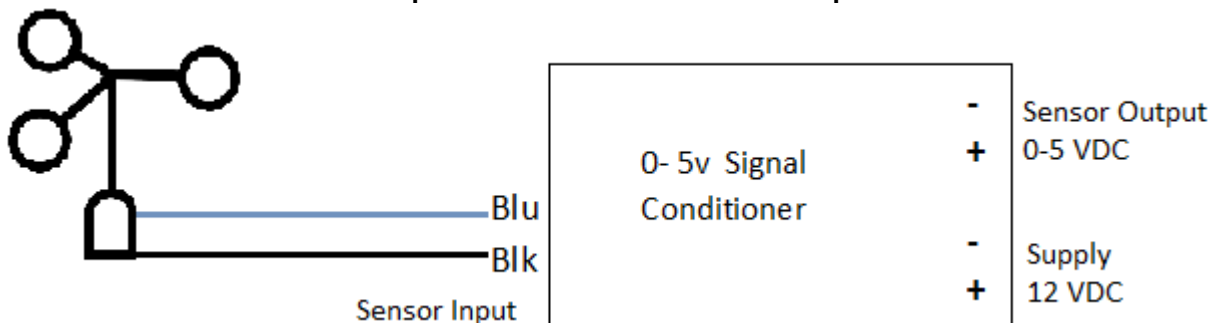 Blu
Blk
Sensor Input
0- 5v Signal
Conditioner
-
+
Sensor Output
0-5 VDC
-
+
Supply
12 VDC